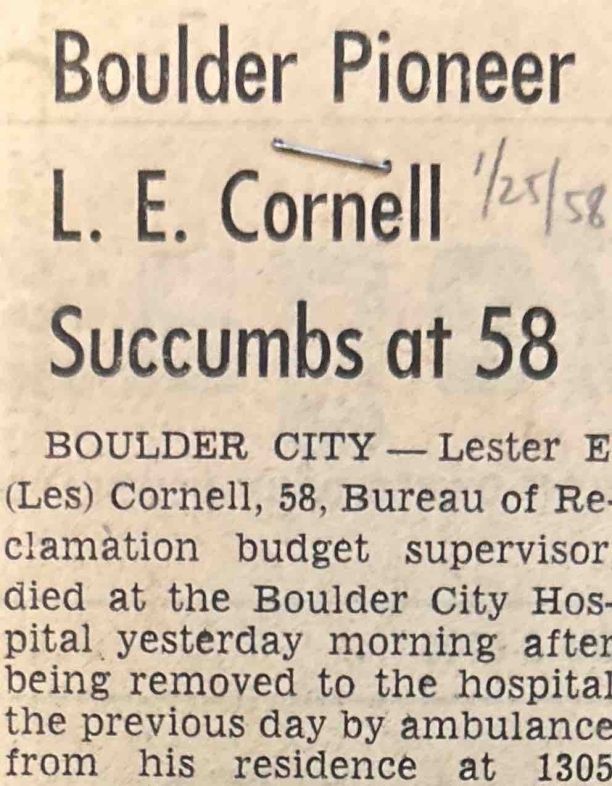 Boulder Pioneer
L. E. Cornell 1/25/58
Succumbs at 58
BOULDER CITY — Lester E
(Les) Cornell, 58, Bureau of Re-
clamation budget supervisor
died at the Boulder City Hos-
pital yesterday morning after
being removed to the hospital
the previous day by ambulance
from his residence at 1305